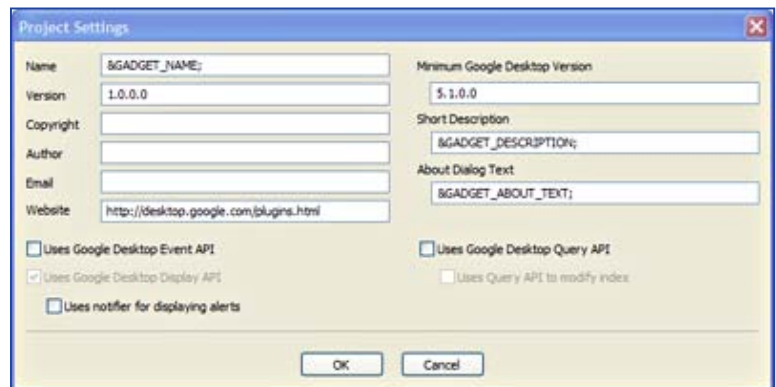 Project Settings
Name &GADGET_NAME;
Version 1.0.0.0
Copyright
Author
Email
Website http://desktop.google.com/plugins.html
Minimum Google Desktop Version
5.1.0.0
Short Description
&GADGET_DESCRIPTION;
About Dialog Text
&GADGET_ABOUT_TEXT;
Uses Google Desktop Event API
Uses Google Desktop Display API
Uses notifier for displaying alerts
Uses Google Desktop Query API
Uses Query API to modify index
OK Cancel